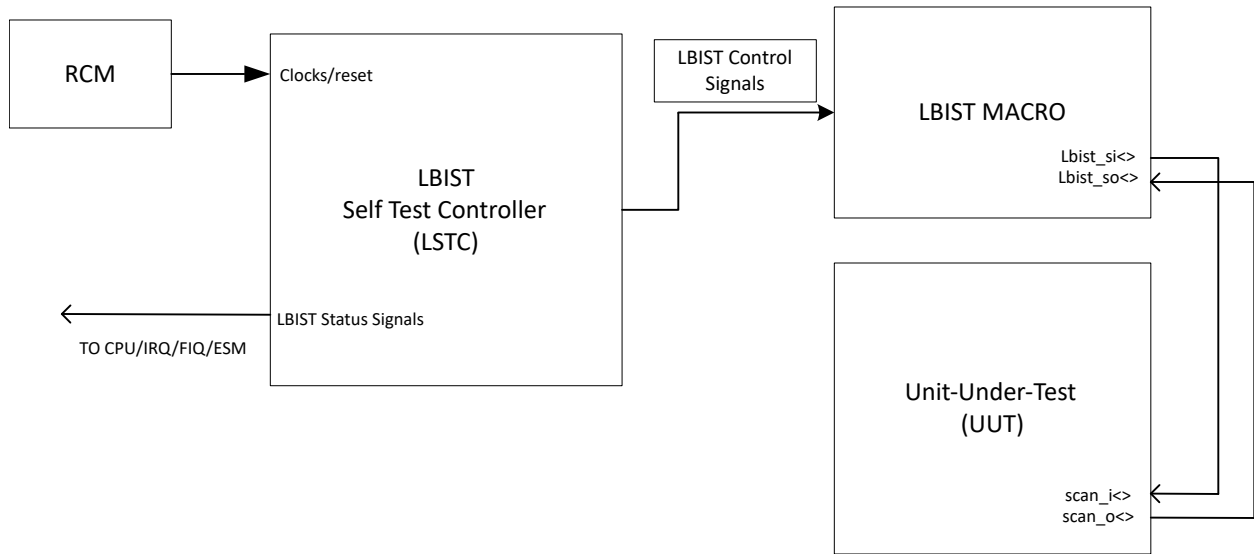 RCM
Clocks/reset
LBIST
Self Test Controller
(LSTC)
LBIST Status Signals
TO CPU/IRQ/FIQ/ESM
LBIST Control
Signals
LBIST MACRO
Lbist_si<>
Lbist_so<>
Unit-Under-Test
(UUT)
scan_i<>
scan_o<>